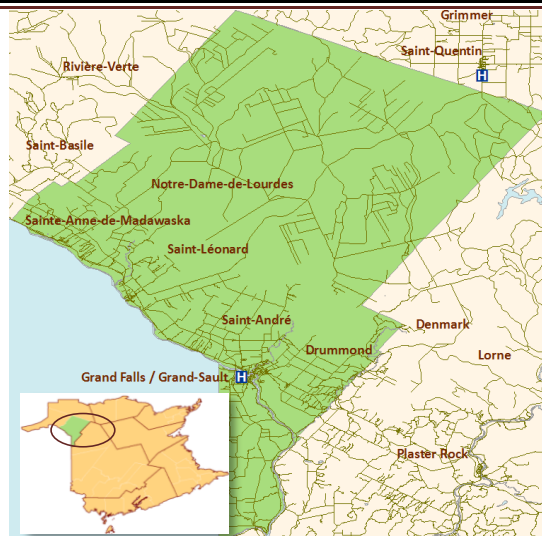 Grimmer
Saint-Quentin
H
Rivière-Verte
Saint-Basile
Notre-Dame-de-Lourdes
Sainte-Anne-de-Madawaska
Saint-Léonard
Saint-André
Denmark
Drummond
Lorne
Grand Falls / Grand-Sault H
Plaster Rock